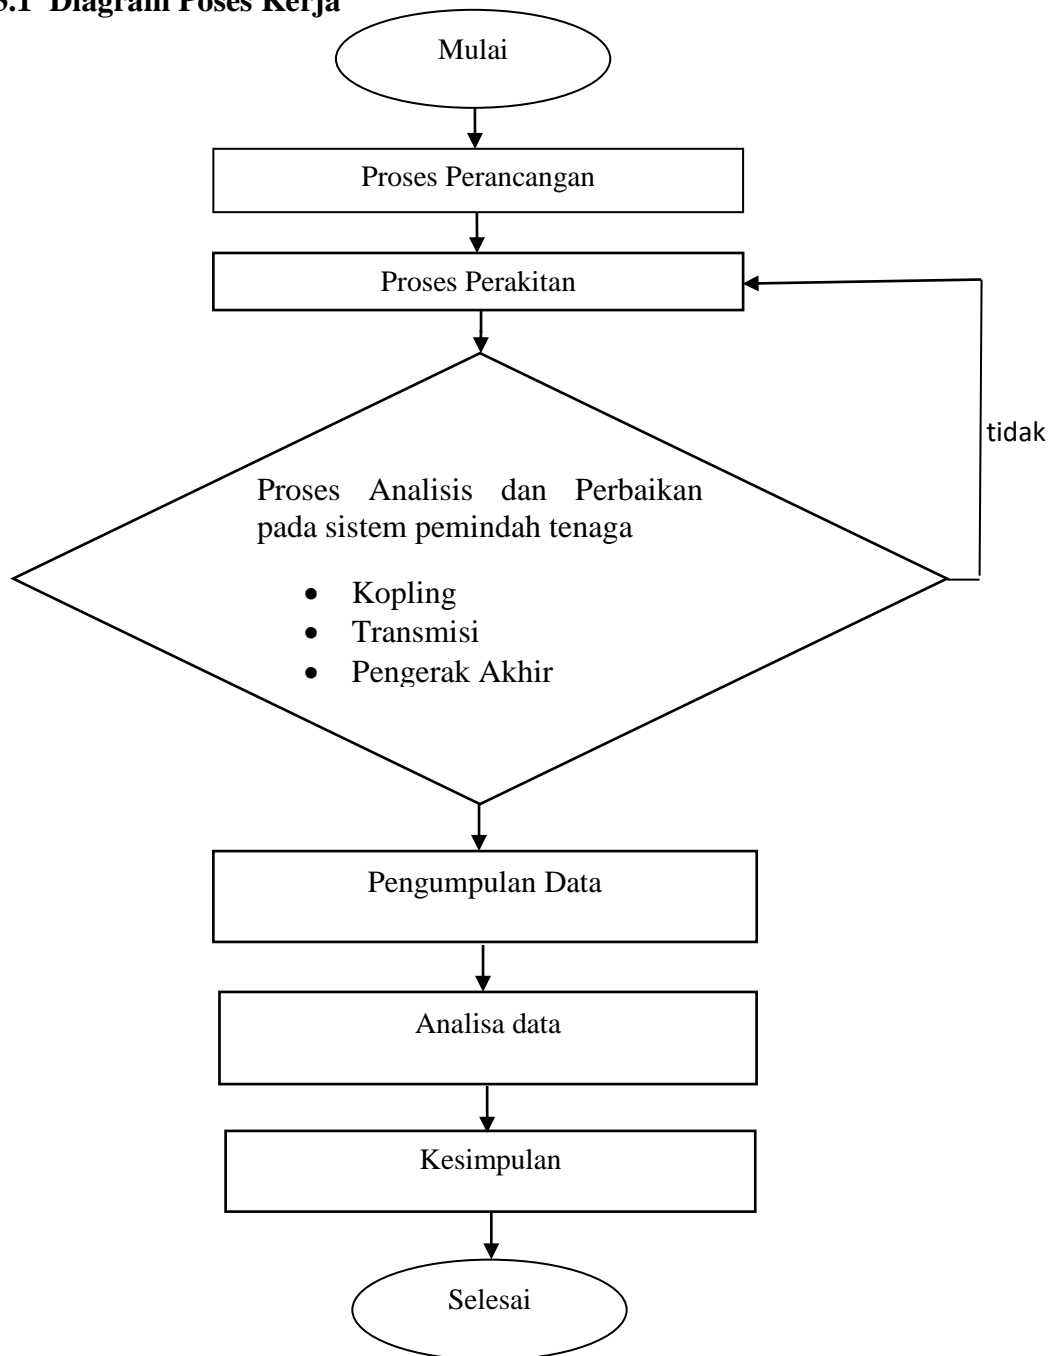 3.1 Diagram Poses Kerja
Mulai
Proses Perancangan
Proses Perakitan
tidak
Proses Analisis dan Perbaikan
pada sistem pemindah tenaga
• Kopling
• Transmisi
• Pengerak Akhir
Pengumpulan Data
Analisa data
Kesimpulan
Selesai